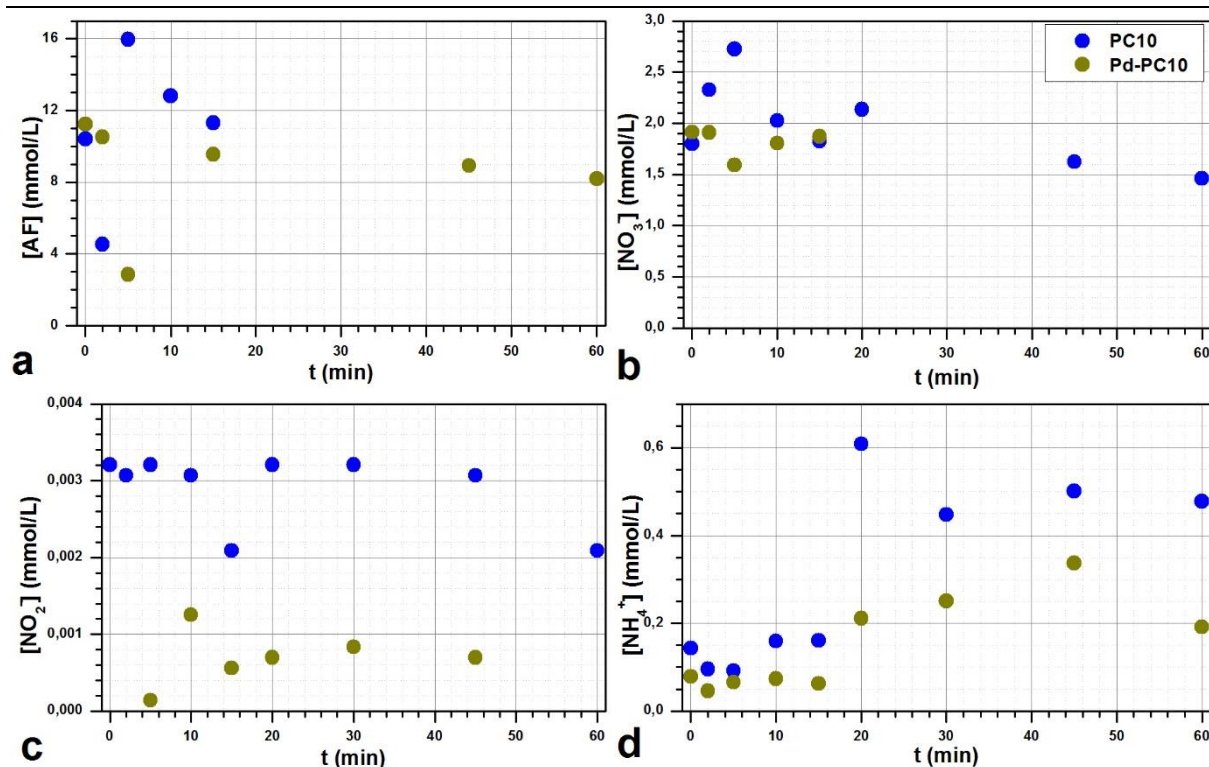 16
12
8
4
0
[AF] (mmol/L)
0 10 20 30 40 50 60
t (min)
a
3,0
2,5
2,0
1,5
1,0
0,5
0,0
[NO3-] (mmol/L)
PC10
Pd-PC10
0 10 20 30 40 50 60
t (min)
b
0,004
0,003
0,002
0,001
0,000
[NO2-] (mmol/L)
0 10 20 30 40 50 60
t (min)
c
0,6
0,4
0,2
0,0
[NH4+] (mmol/L)
0 10 20 30 40 50 60
t (min)
d